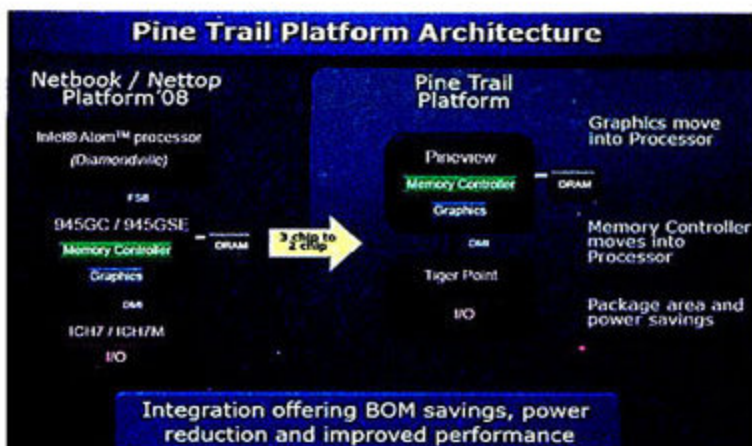 Pine Trail Platform Architecture
Netbook / Nettop
Platform'08
Intel® Atom™ processor
(Diamondville)
FSB
945GC / 945GSE
Memory Controller
Graphics
DRAM
DMI
ICH7 / ICH7M
I/O
3 chip to
2 chip
Pine Trail
Platform
Pineview
Memory Controller
Graphics
DRAM
DMI
Tiger Point
I/O
Graphics move
into Processor
Memory Controller
moves into
Processor
Package area and
power savings
Integration offering BOM savings, power
reduction and improved performance